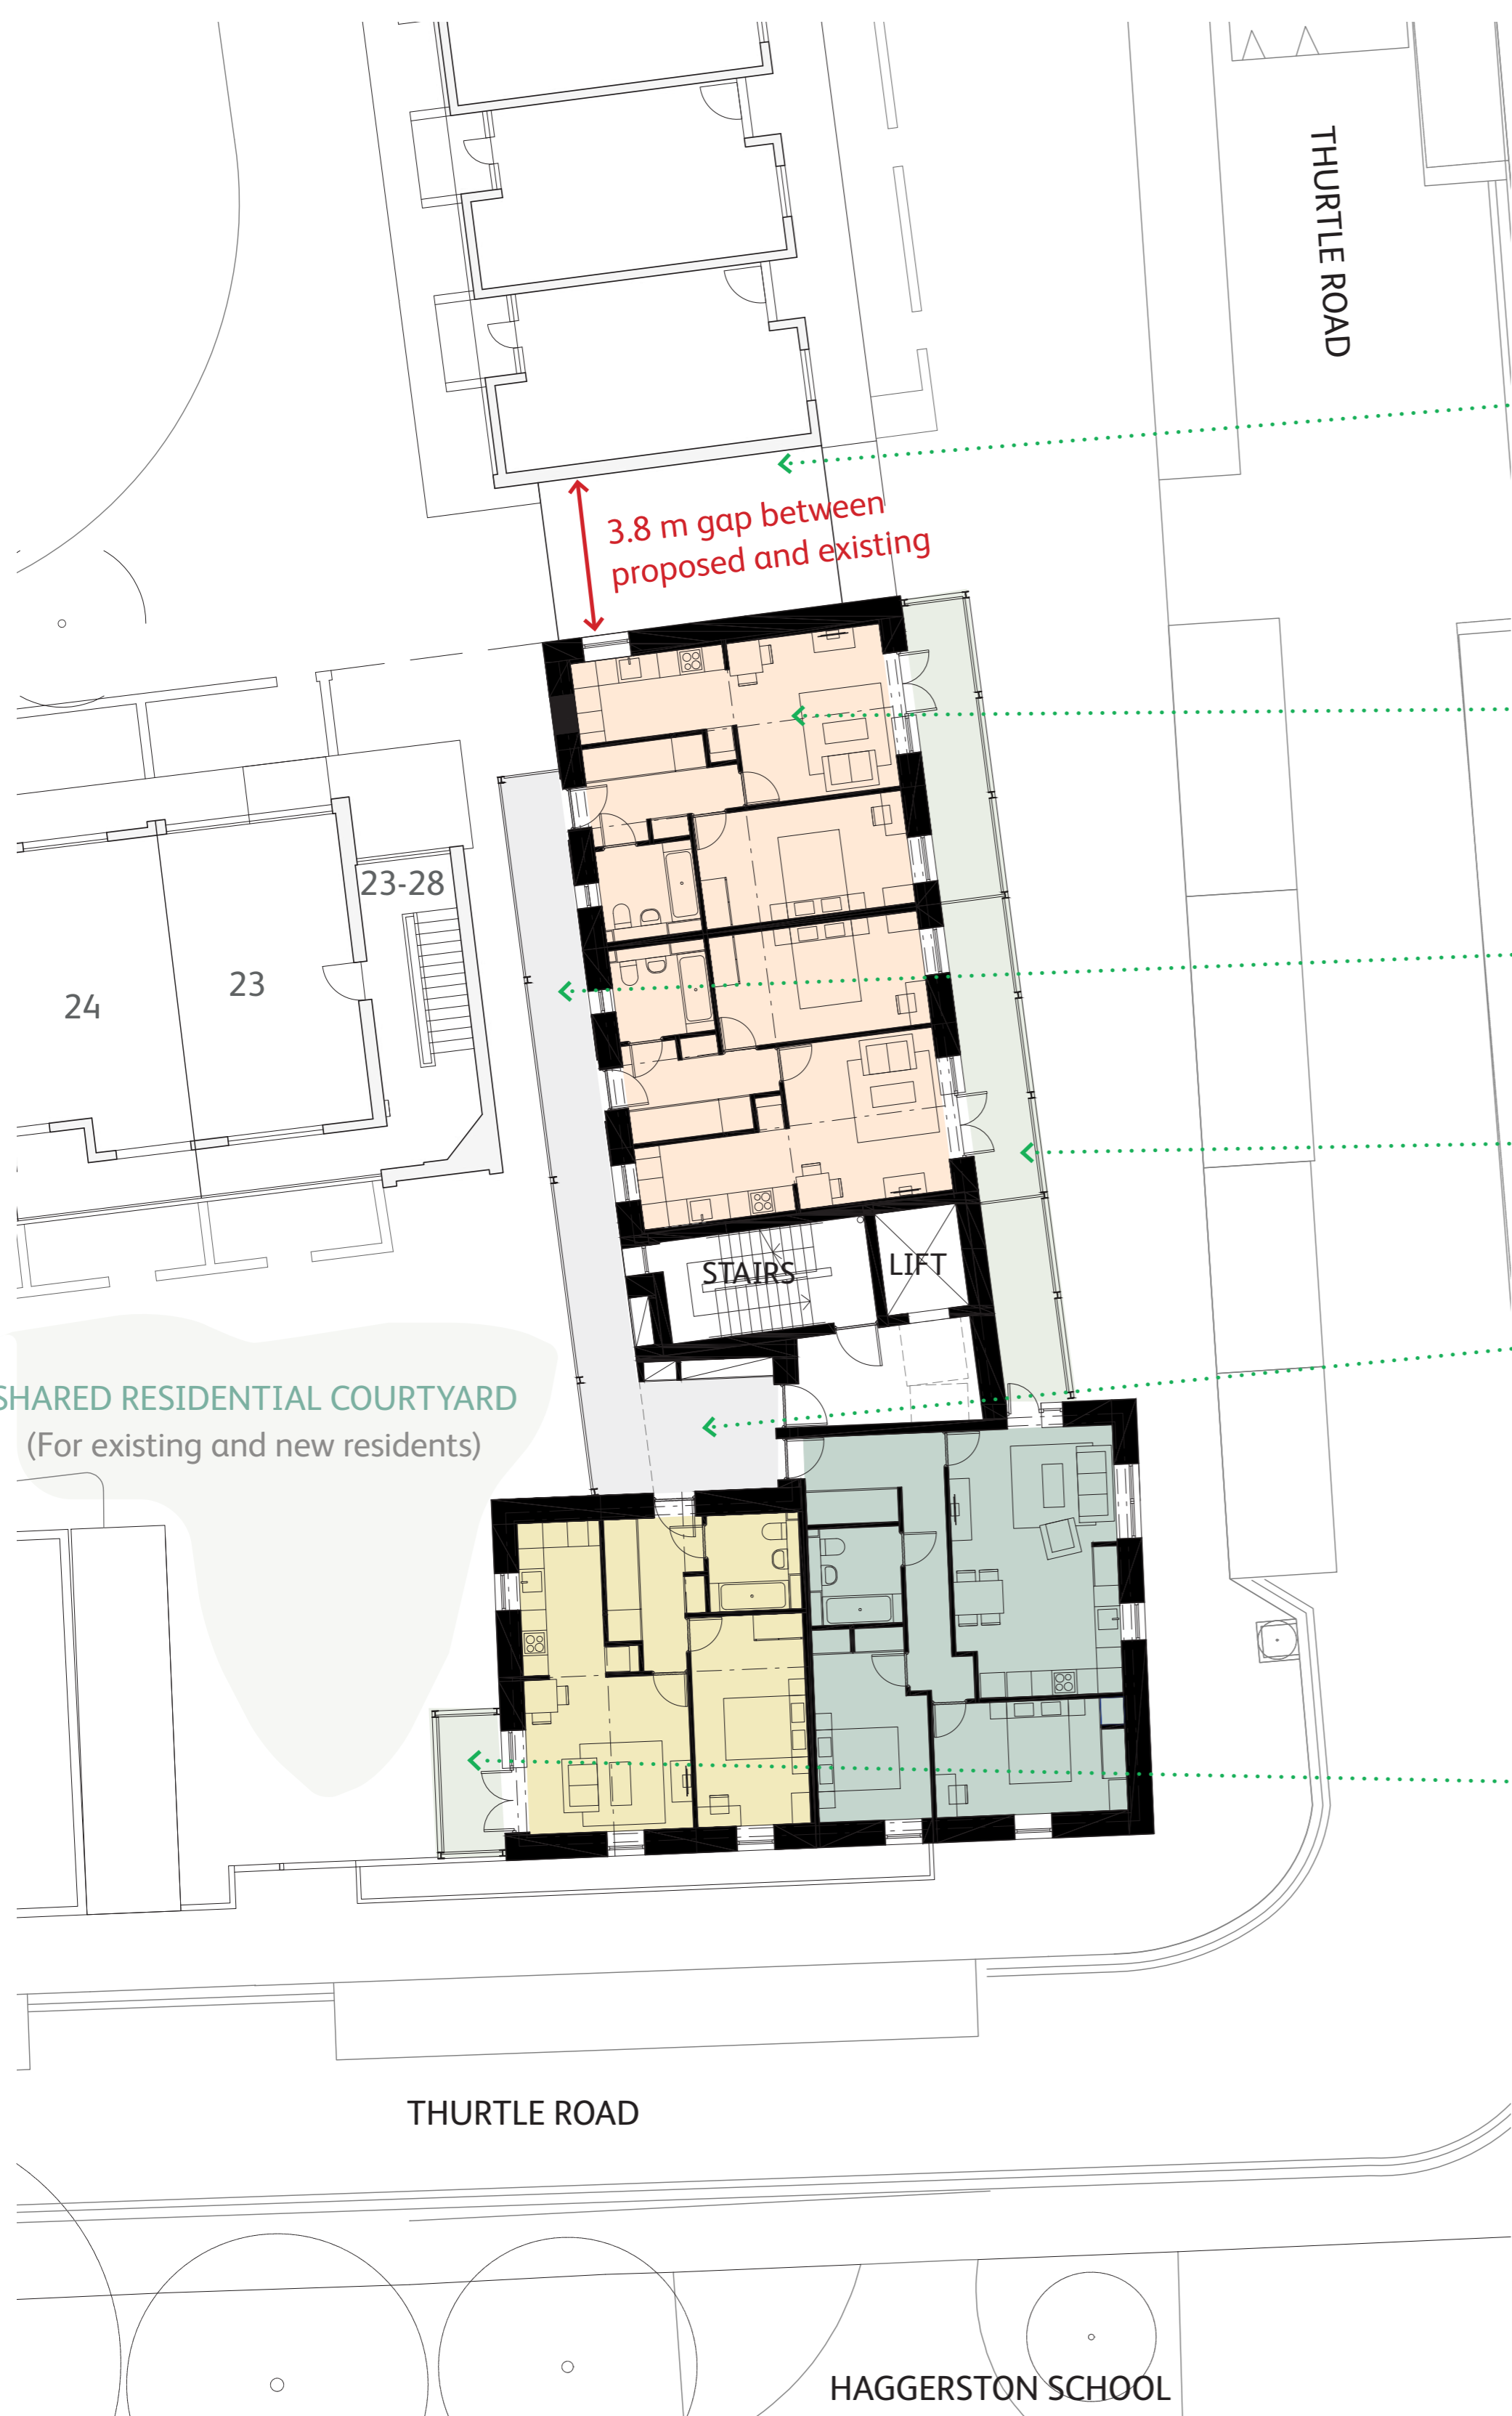 THURTLE ROAD
3.8 m gap between
proposed and existing
23-28
23
24
STAIRS
LIFT
SHARED RESIDENTIAL COURTYARD
(For existing and new residents)
THURTLE ROAD
HAGGERSTON SCHOOL